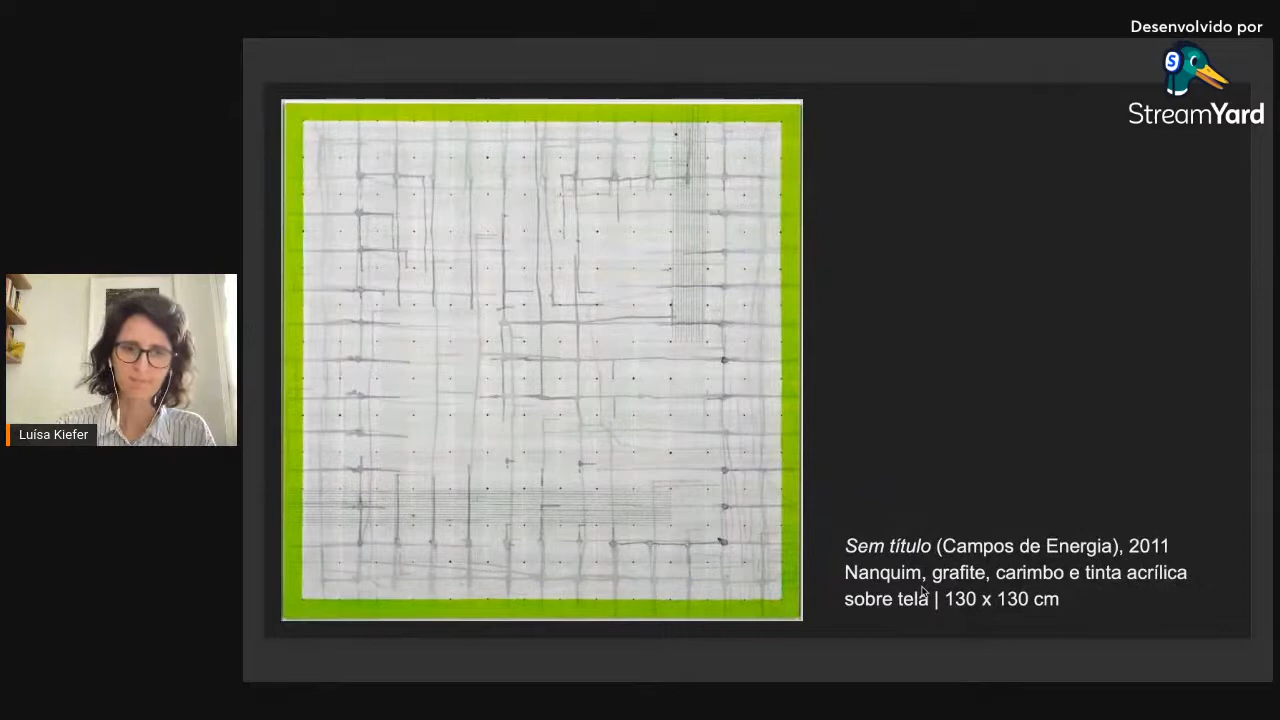 Desenvolvido por
StreamYard
Luísa Kiefer
Sem título (Campos de Energia), 2011
Nanquim, grafite, carimbo e tinta acrílica
sobre tela | 130 x 130 cm